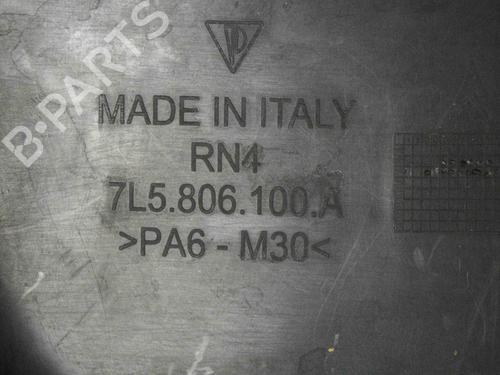 B-PARTS
MADE IN ITALY
RN4
7L5.806.100.A
>PA6 - M30<